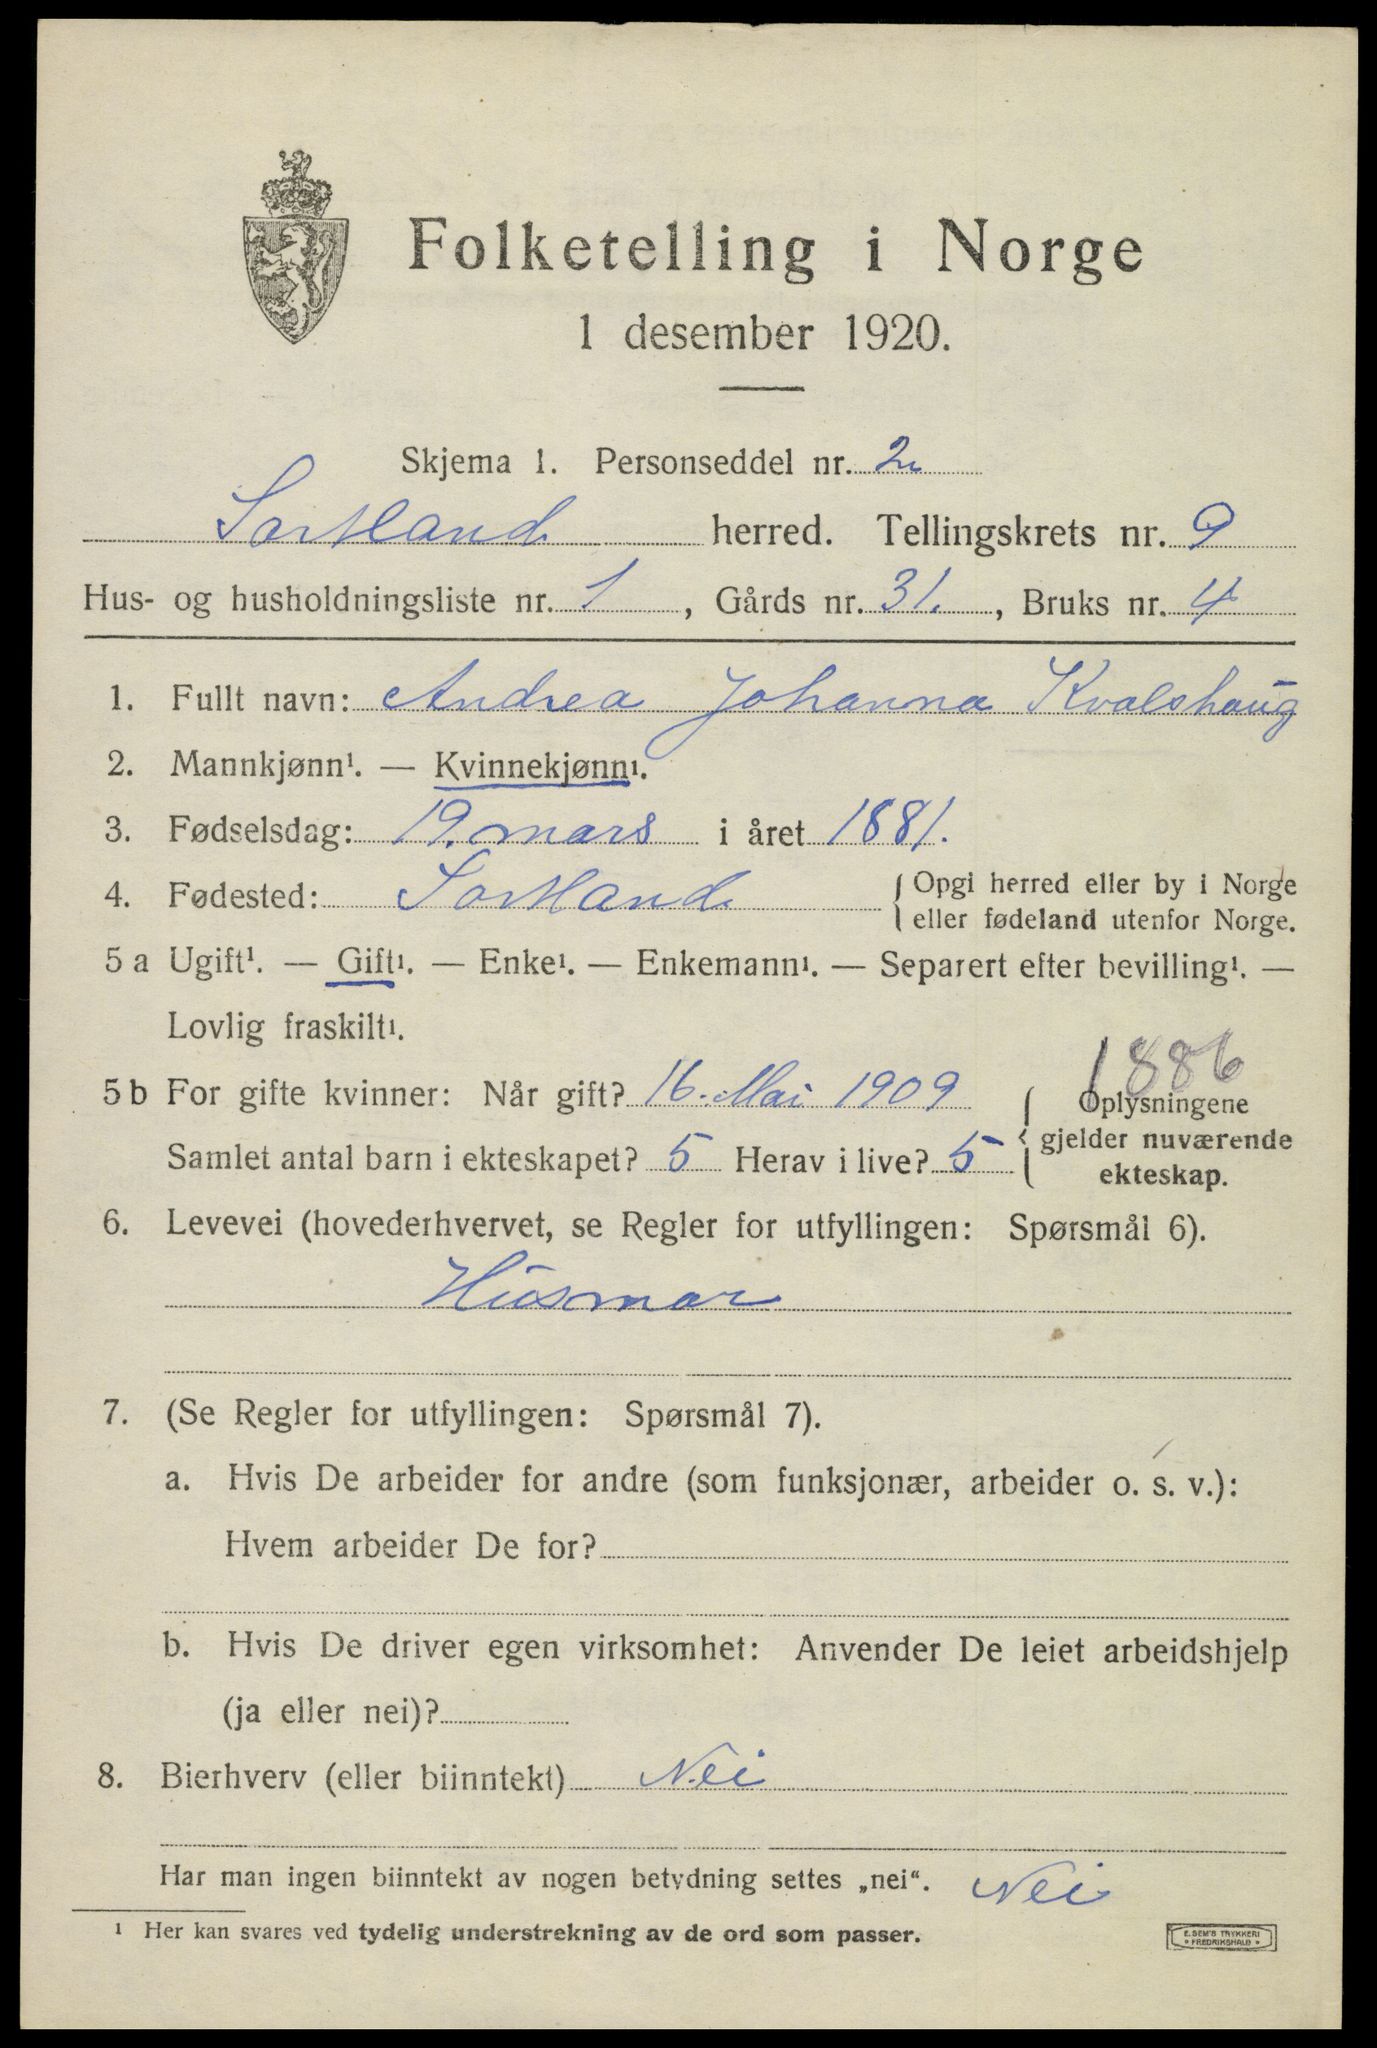 Folketelling i Norge
1 desember 1920.
Skjema 1. Personseddel nr. 2
Sortland herred. Tellingskrets nr. 9
Hus- og husholdningsliste nr. 1, Gårds nr. 31., Bruks nr. 4
1. Fullt navn: Andrea Johanna Kvalshaug
2. Mannkjønn¹. — Kvinnekjønn¹.
3. Fødselsdag: 19. mars i året 1881.
4. Fødested: Sortland { Opgi herred eller by i Norge
eller fødeland utenfor Norge.
5 a Ugift¹. — Gift¹. — Enke¹. — Enkemann¹. — Separert efter bevilling¹. —
Lovlig fraskilt¹.
1886
5 b For gifte kvinner: Når gift? 16. Mai 1909 { Oplysningene
gjelder nuværende
Samlet antal barn i ekteskapet? 5 Herav i live? 5
ekteskap.
6. Levevei (hovederhvervet, se Regler for utfyllingen: Spørsmål 6).
Husmor
7. (Se Regler for utfyllingen: Spørsmål 7).
a. Hvis De arbeider for andre (som funksjonær, arbeider o. s. v.):
Hvem arbeider De for?
b. Hvis De driver egen virksomhet: Anvender De leiet arbeidshjelp
(ja eller nei)?
8. Bierhverv (eller biinntekt) Nei
Har man ingen biinntekt av nogen betydning settes „nei“. Nei
¹ Her kan svares ved tydelig understrekning av de ord som passer.
E. SEM'S TRYKKERI
* FREDRIKSHALD *